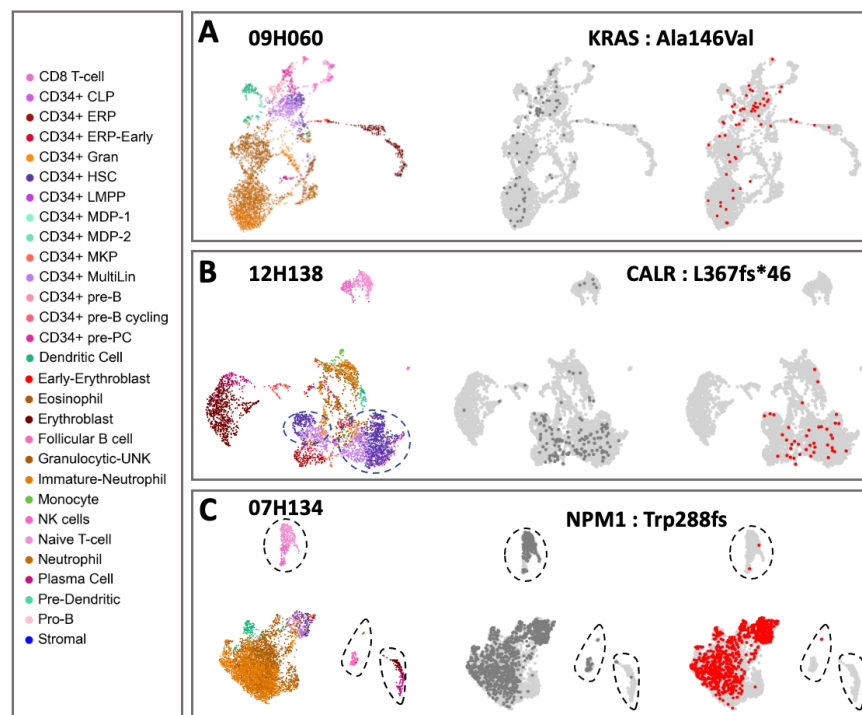 CD8 T-cell
CD34+ CLP
CD34+ ERP
CD34+ ERP-Early
CD34+ Gran
CD34+ HSC
CD34+ LMPP
CD34+ MDP-1
CD34+ MDP-2
CD34+ MKP
CD34+ MultiLin
CD34+ pre-B
CD34+ pre-B cycling
CD34+ pre-PC
Dendritic Cell
Early-Erythroblast
Eosinophil
Erythroblast
Follicular B cell
Granulocytic-UNK
Immature-Neutrophil
Monocyte
NK cells
Naive T-cell
Neutrophil
Plasma Cell
Pre-Dendritic
Pro-B
Stromal
A 09H060 KRAS : Ala146Val
B 12H138 CALR : L367fs*46
C 07H134 NPM1 : Trp288fs